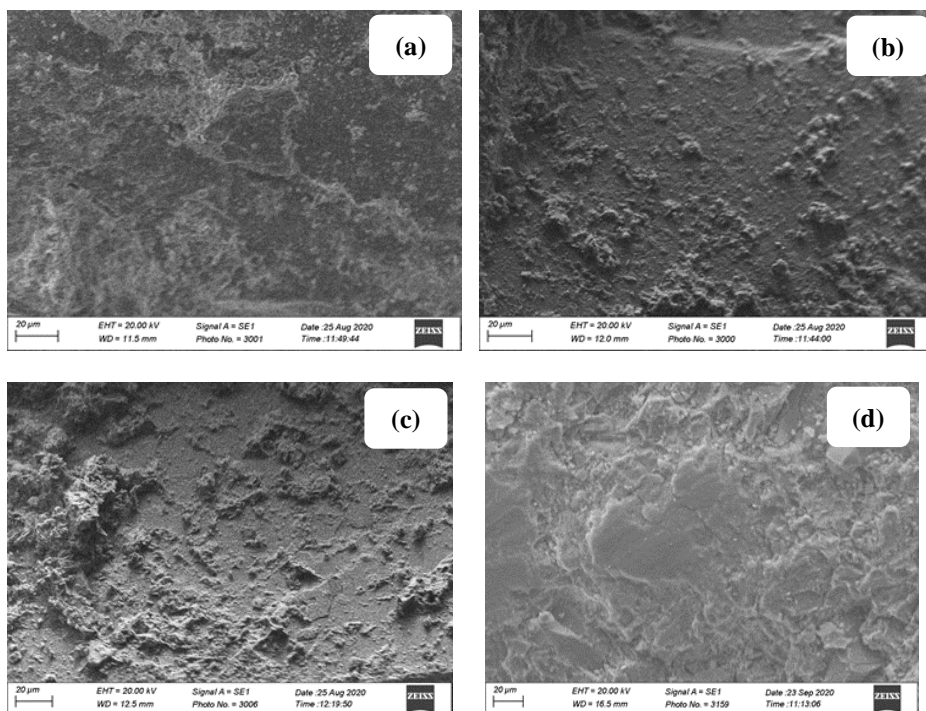 (a)
20 µm EHT = 20.00 kV Signal A = SE1 Date :25 Aug 2020 ZEISS
WD = 11.5 mm Photo No. = 3001 Time :11:49:44
(b)
20 µm EHT = 20.00 kV Signal A = SE1 Date :25 Aug 2020 ZEISS
WD = 12.0 mm Photo No. = 3000 Time :11:44:00
(c)
20 µm EHT = 20.00 kV Signal A = SE1 Date :25 Aug 2020 ZEISS
WD = 12.5 mm Photo No. = 3006 Time :12:19:50
(d)
20 µm EHT = 20.00 kV Signal A = SE1 Date :23 Sep 2020 ZEISS
WD = 16.5 mm Photo No. = 3159 Time :11:13:06